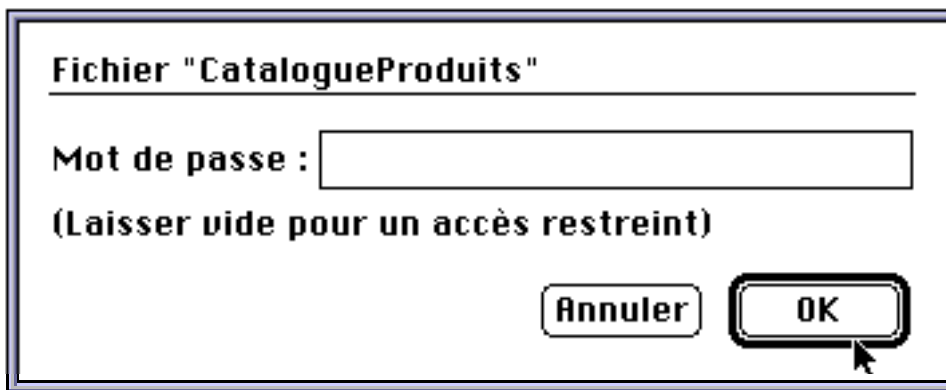 Fichier "CatalogueProduits"
Mot de passe :
(Laisser vide pour un accès restreint)
Annuler OK